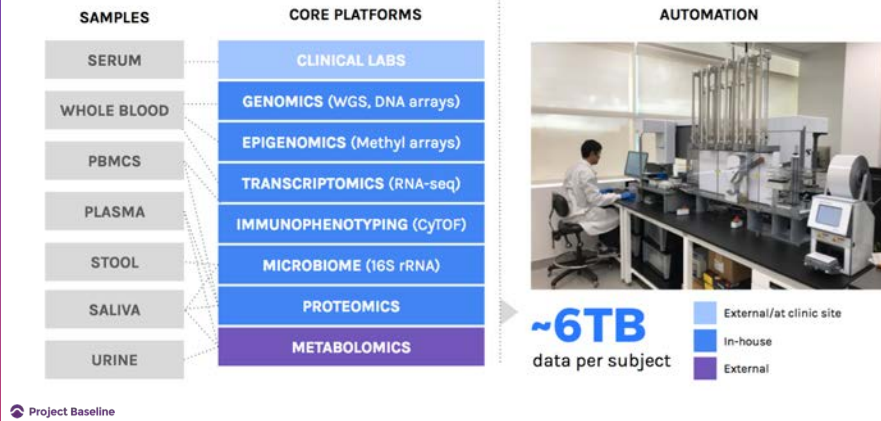 SAMPLES
SERUM
WHOLE BLOOD
PBMCS
PLASMA
STOOL
SALIVA
URINE
CORE PLATFORMS
CLINICAL LABS
GENOMICS (WGS, DNA arrays)
EPIGENOMICS (Methyl arrays)
TRANSCRIPTOMICS (RNA-seq)
IMMUNOPHENOTYPING (CyTOF)
MICROBIOME (16S rRNA)
PROTEOMICS
METABOLOMICS
AUTOMATION
~6TB
data per subject
External/at clinic site
In-house
External
Project Baseline